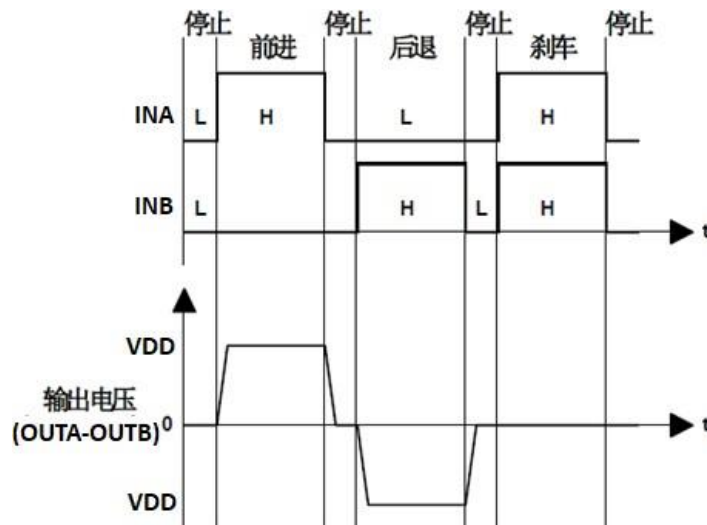 停止 停止 停止 停止
前进 后退 刹车
INA L H L H
INB L H L H
t
VDD
输出电压
(OUTA-OUTB) 0 t
VDD